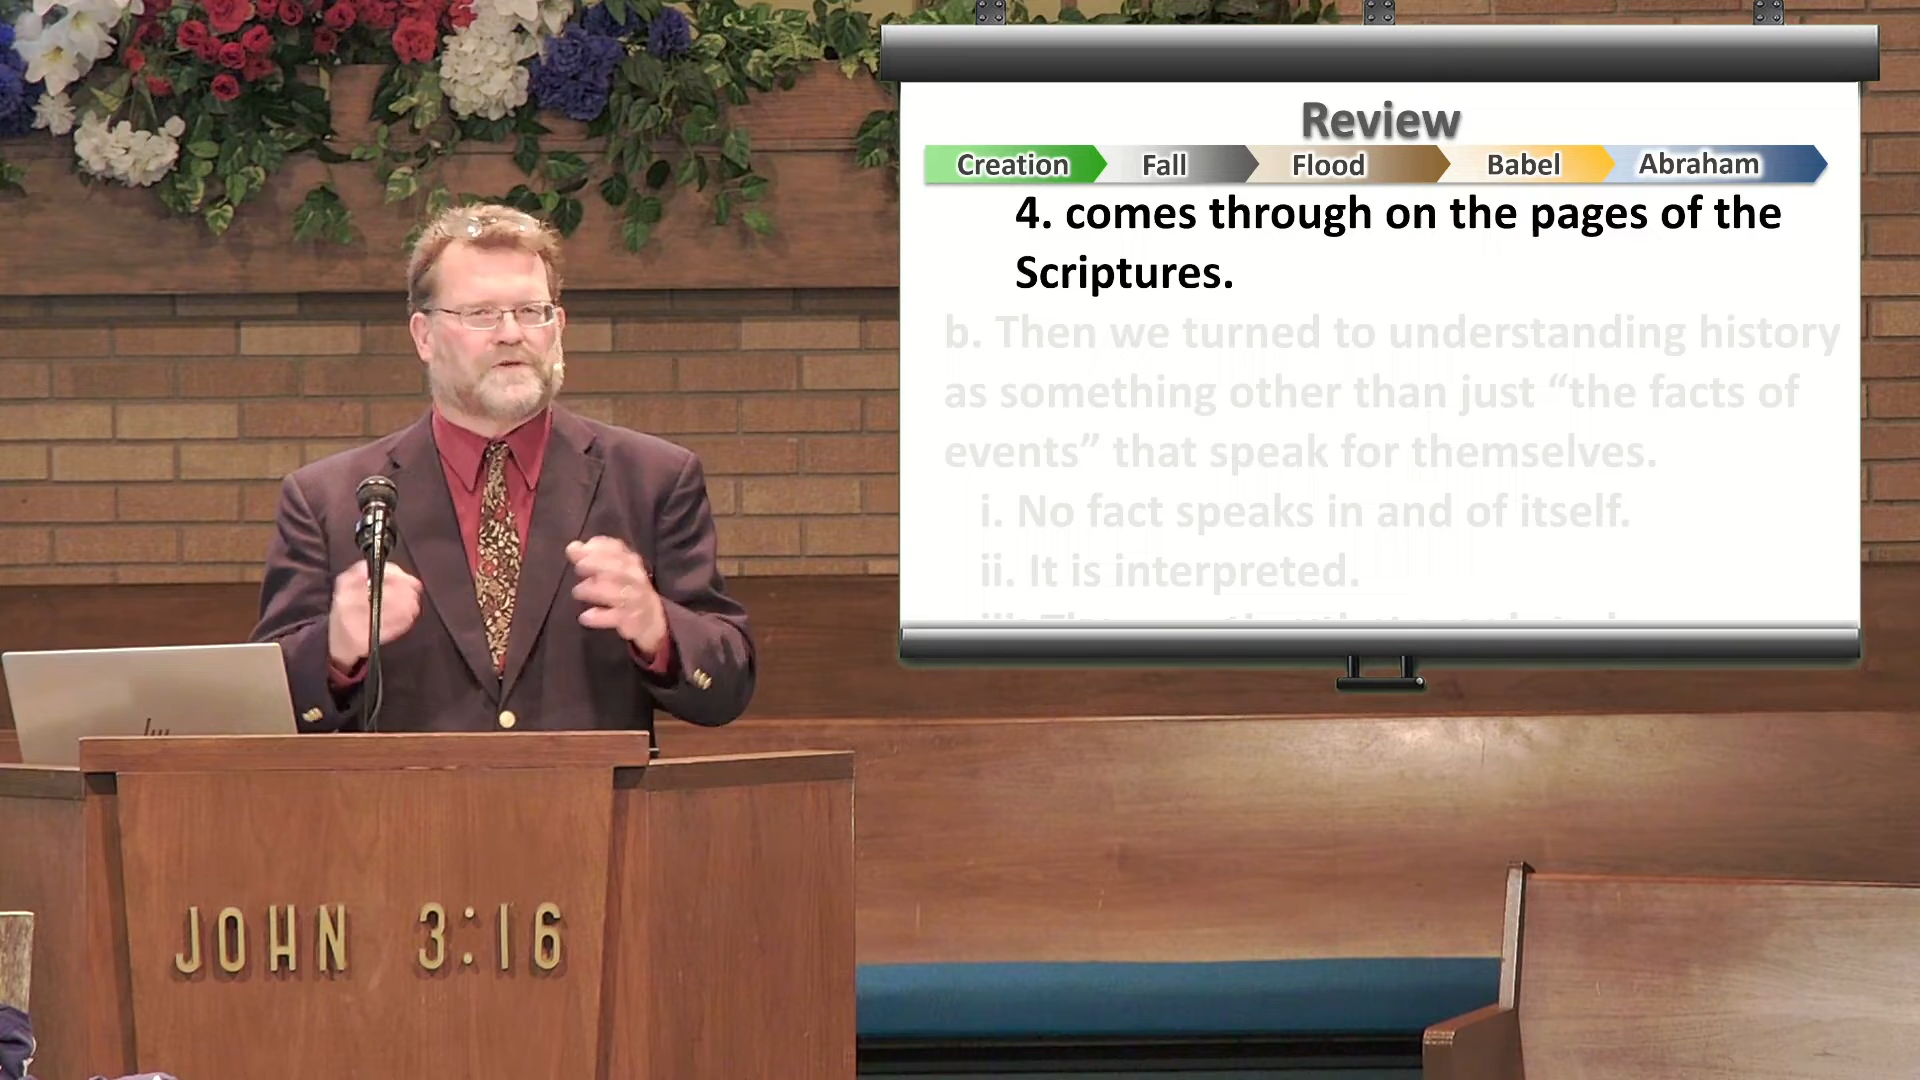 Review
Creation Fall Flood Babel Abraham
4. comes through on the pages of the
Scriptures.
b. Then we turned to understanding history
as something other than just “the facts of
events” that speak for themselves.
i. No fact speaks in and of itself.
ii. It is interpreted.
JOHN 3:16